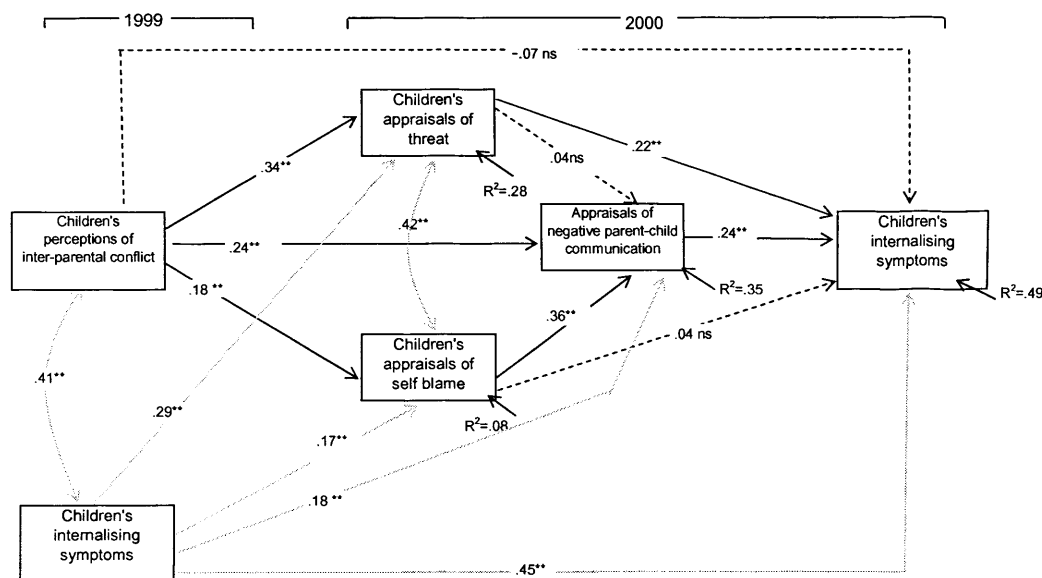 1999
2000
-.07 ns
Children's
appraisals of
threat
.22**
.04ns
.34**
R²=.28
Children's
perceptions of
inter-parental conflict
.42**
Appraisals of
negative parent-child
communication
Children's
internalising
symptoms
.24**
.24**
.18 **
R²=.35
R²=.49
.36**
Children's
appraisals of
self blame
.04 ns
.41**
.29**
R²=.08
.17**
.18 **
Children's
internalising
symptoms
.45**